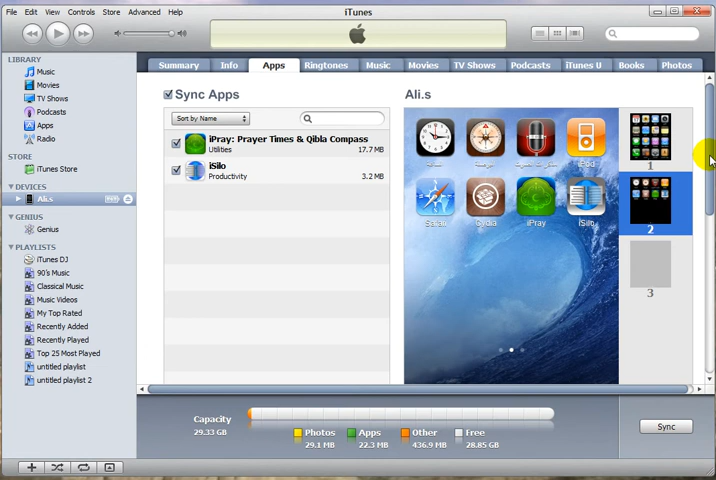 iTunes
File Edit View Controls Store Advanced Help
LIBRARY
Music
Movies
TV Shows
Podcasts
Apps
Radio
STORE
iTunes Store
DEVICES
Ali.s
GENIUS
Genius
PLAYLISTS
iTunes DJ
90's Music
Classical Music
Music Videos
My Top Rated
Recently Added
Recently Played
Top 25 Most Played
untitled playlist
untitled playlist 2
Summary Info Apps Ringtones Music Movies TV Shows Podcasts iTunes U Books Photos
Sync Apps
Sort by Name
iPray: Prayer Times & Qibla Compass
Utilities 17.7 MB
iSilo
Productivity 3.2 MB
Ali.s
iPod
Safari Cydia iPray iSilo
1
2
3
Capacity
29.33 GB
Photos
29.1 MB
Apps
22.3 MB
Other
436.9 MB
Free
28.85 GB
Sync